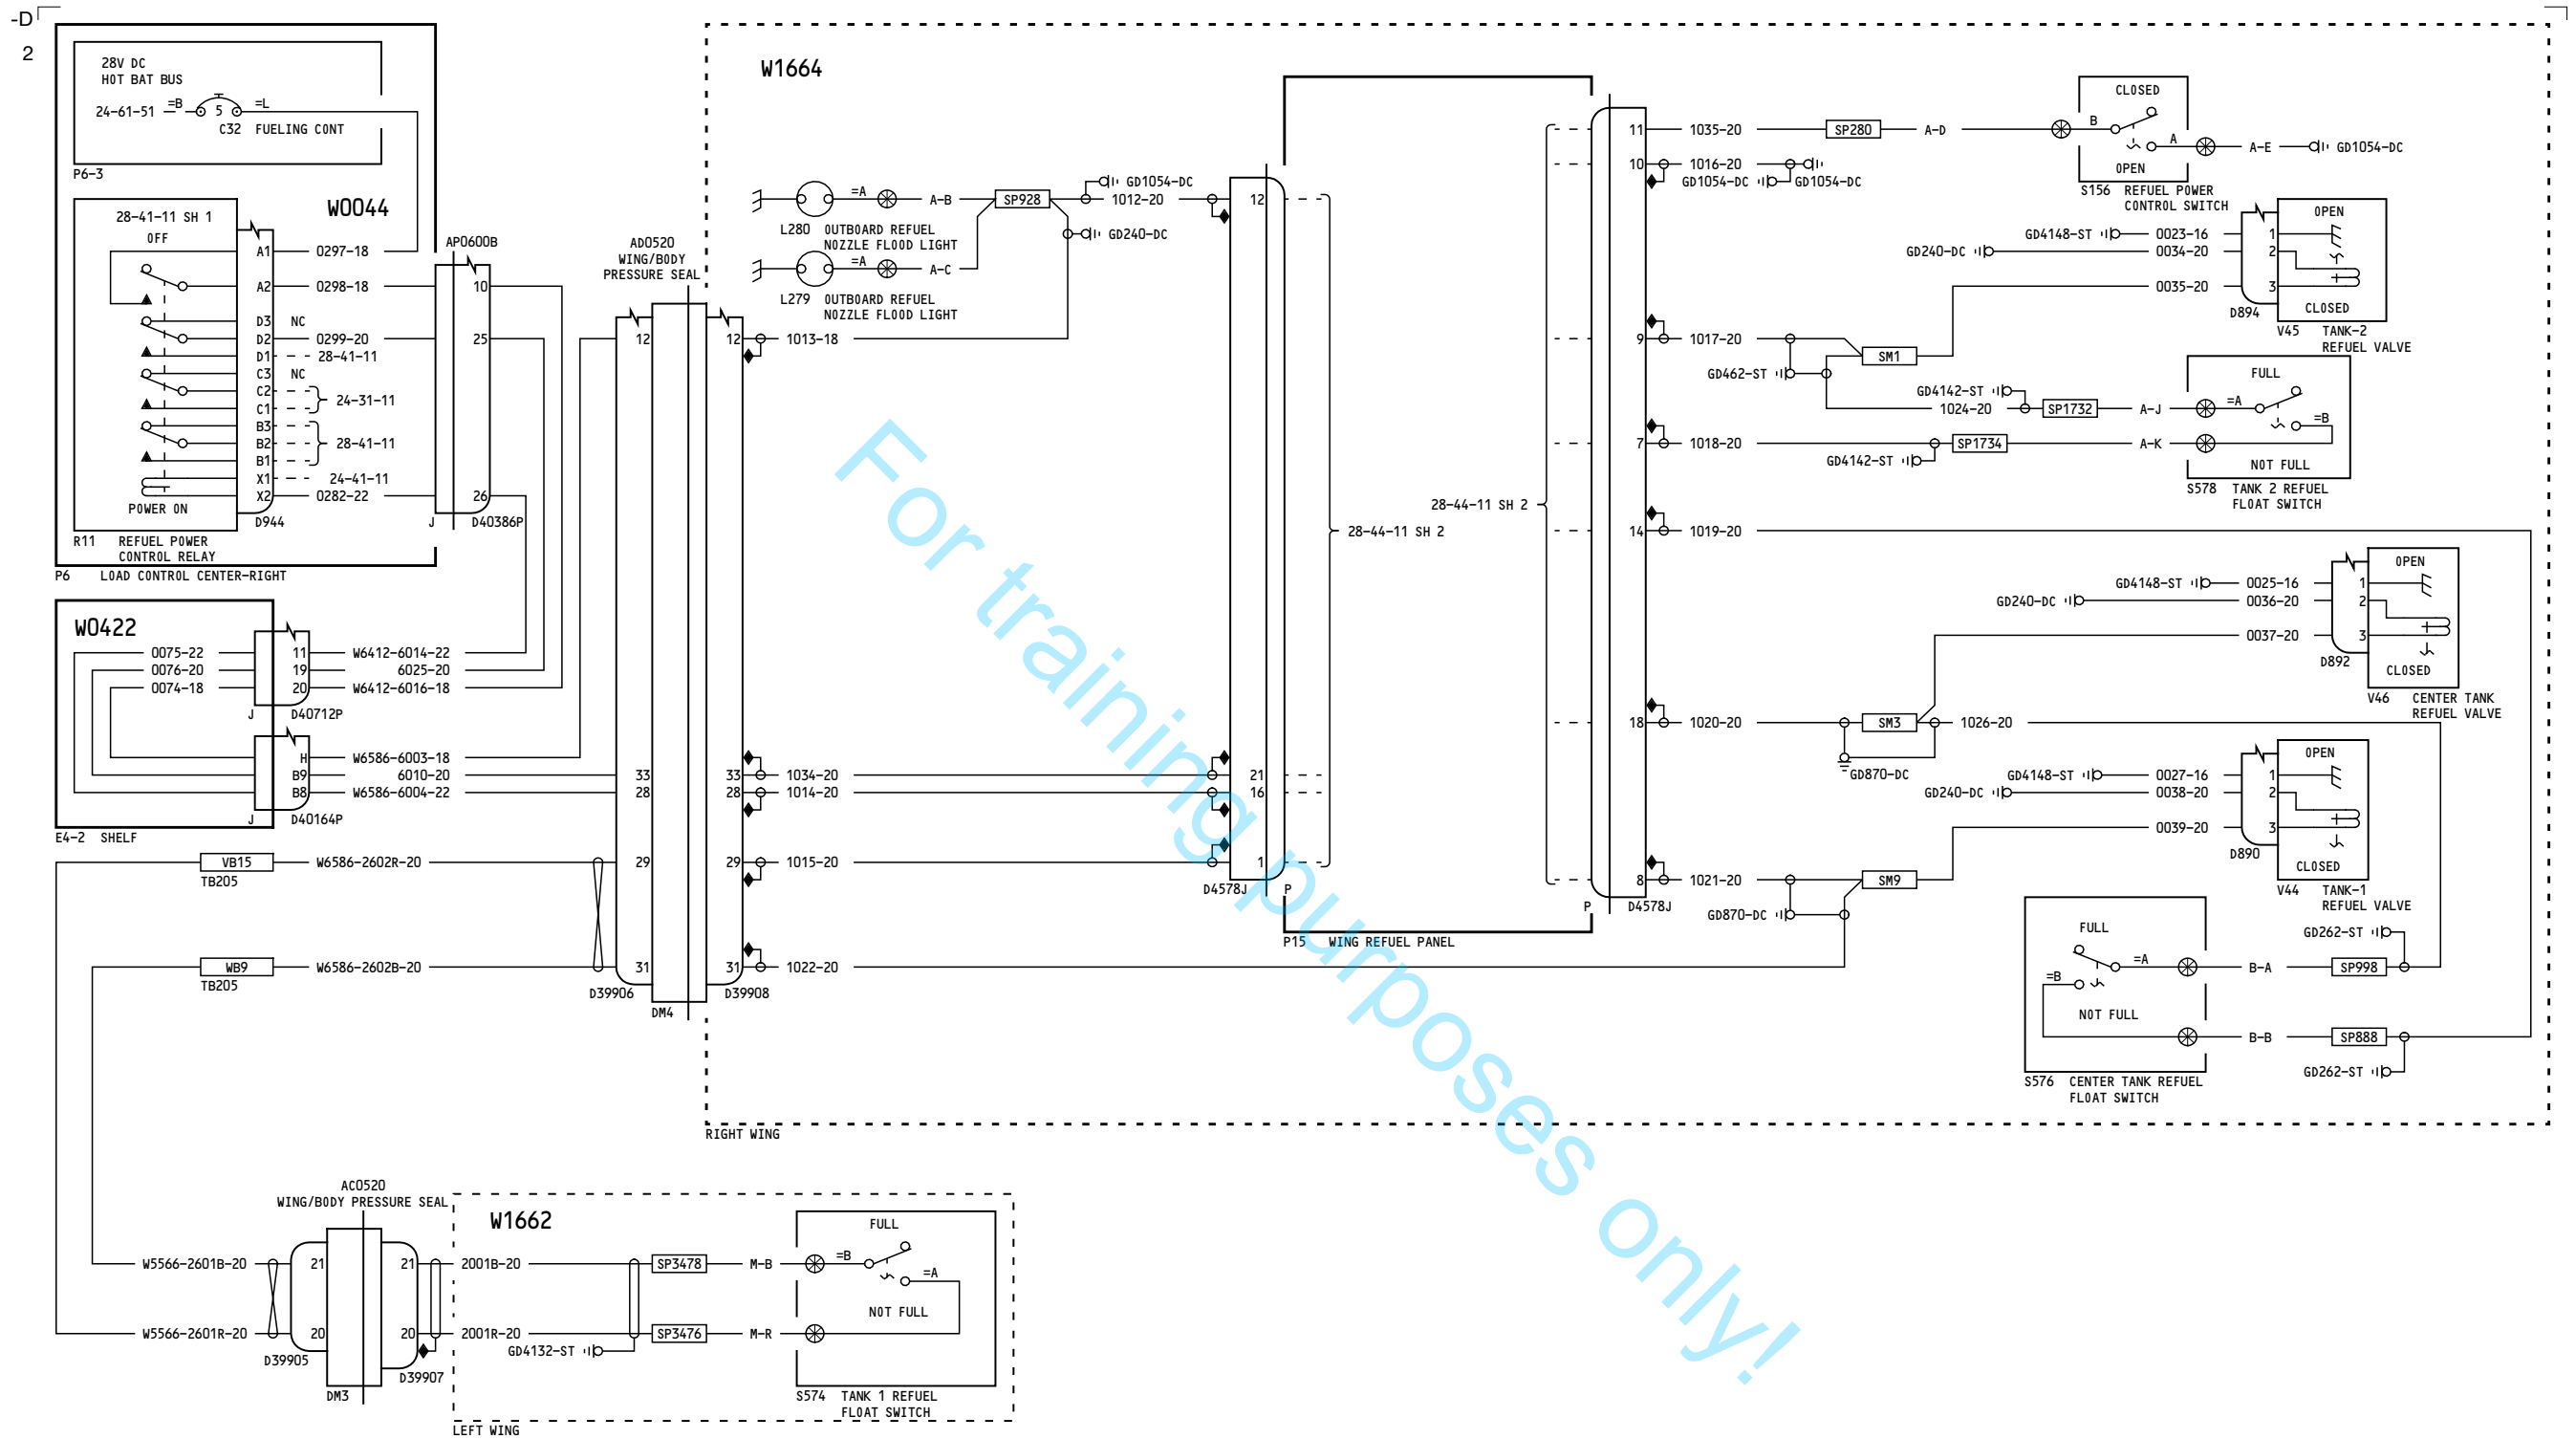 -D
2
28V DC
HOT BAT BUS
24-61-51
=B
5
=L
C32 FUELING CONT
P6-3
W0044
28-41-11 SH 1
OFF
A1
0297-18
A2
0298-18
D3
NC
D2
0299-20
D1
28-41-11
C3
NC
C2
C1
24-31-11
B3
B2
B1
28-41-11
X1
24-41-11
X2
0282-22
POWER ON
D944
R11 REFUEL POWER
CONTROL RELAY
P6 LOAD CONTROL CENTER-RIGHT
AP0600B
10
25
26
J
D40386P
W0422
0075-22
11
W6412-6014-22
0076-20
19
6025-20
0074-18
20
W6412-6016-18
J
D40712P
H
W6586-6003-18
B9
6010-20
B8
W6586-6004-22
J
D40164P
E4-2 SHELF
VB15
TB205
W6586-2602R-20
WB9
TB205
W6586-2602B-20
AD0520
WING/BODY
PRESSURE SEAL
12
33
28
29
31
D39906
DM4
12
33
28
29
31
D39908
W1664
=A
A-B
SP928
GD1054-DC
1012-20
L280 OUTBOARD REFUEL
NOZZLE FLOOD LIGHT
GD240-DC
=A
A-C
L279 OUTBOARD REFUEL
NOZZLE FLOOD LIGHT
1013-18
1034-20
1014-20
1015-20
1022-20
12
21
16
1
D4578J
P
28-44-11 SH 2
28-44-11 SH 2
P15 WING REFUEL PANEL
P
D4578J
11
1035-20
SP280
A-D
B
CLOSED
A
OPEN
A-E
GD1054-DC
S156 REFUEL POWER
CONTROL SWITCH
10
1016-20
GD1054-DC
GD1054-DC
GD4148-ST
0023-16
1
GD240-DC
0034-20
2
0035-20
3
OPEN
CLOSED
D894
V45 TANK-2
REFUEL VALVE
9
1017-20
SM1
GD462-ST
GD4142-ST
1024-20
SP1732
A-J
=A
FULL
=B
7
1018-20
SP1734
A-K
GD4142-ST
NOT FULL
S578 TANK 2 REFUEL
FLOAT SWITCH
14
1019-20
GD4148-ST
0025-16
1
GD240-DC
0036-20
2
0037-20
3
OPEN
CLOSED
D892
V46 CENTER TANK
REFUEL VALVE
18
1020-20
SM3
1026-20
GD870-DC
GD4148-ST
0027-16
1
GD240-DC
0038-20
2
0039-20
3
OPEN
CLOSED
D890
V44 TANK-1
REFUEL VALVE
8
1021-20
SM9
GD870-DC
FULL
=A
=B
NOT FULL
GD262-ST
B-A
SP998
B-B
SP888
GD262-ST
S576 CENTER TANK REFUEL
FLOAT SWITCH
RIGHT WING
AC0520
WING/BODY PRESSURE SEAL
W5566-2601B-20
21
W5566-2601R-20
20
D39905
DM3
21
20
D39907
W1662
2001B-20
SP3478
M-B
=B
FULL
=A
NOT FULL
2001R-20
SP3476
M-R
GD4132-ST
S574 TANK 1 REFUEL
FLOAT SWITCH
LEFT WING
For training purposes only!